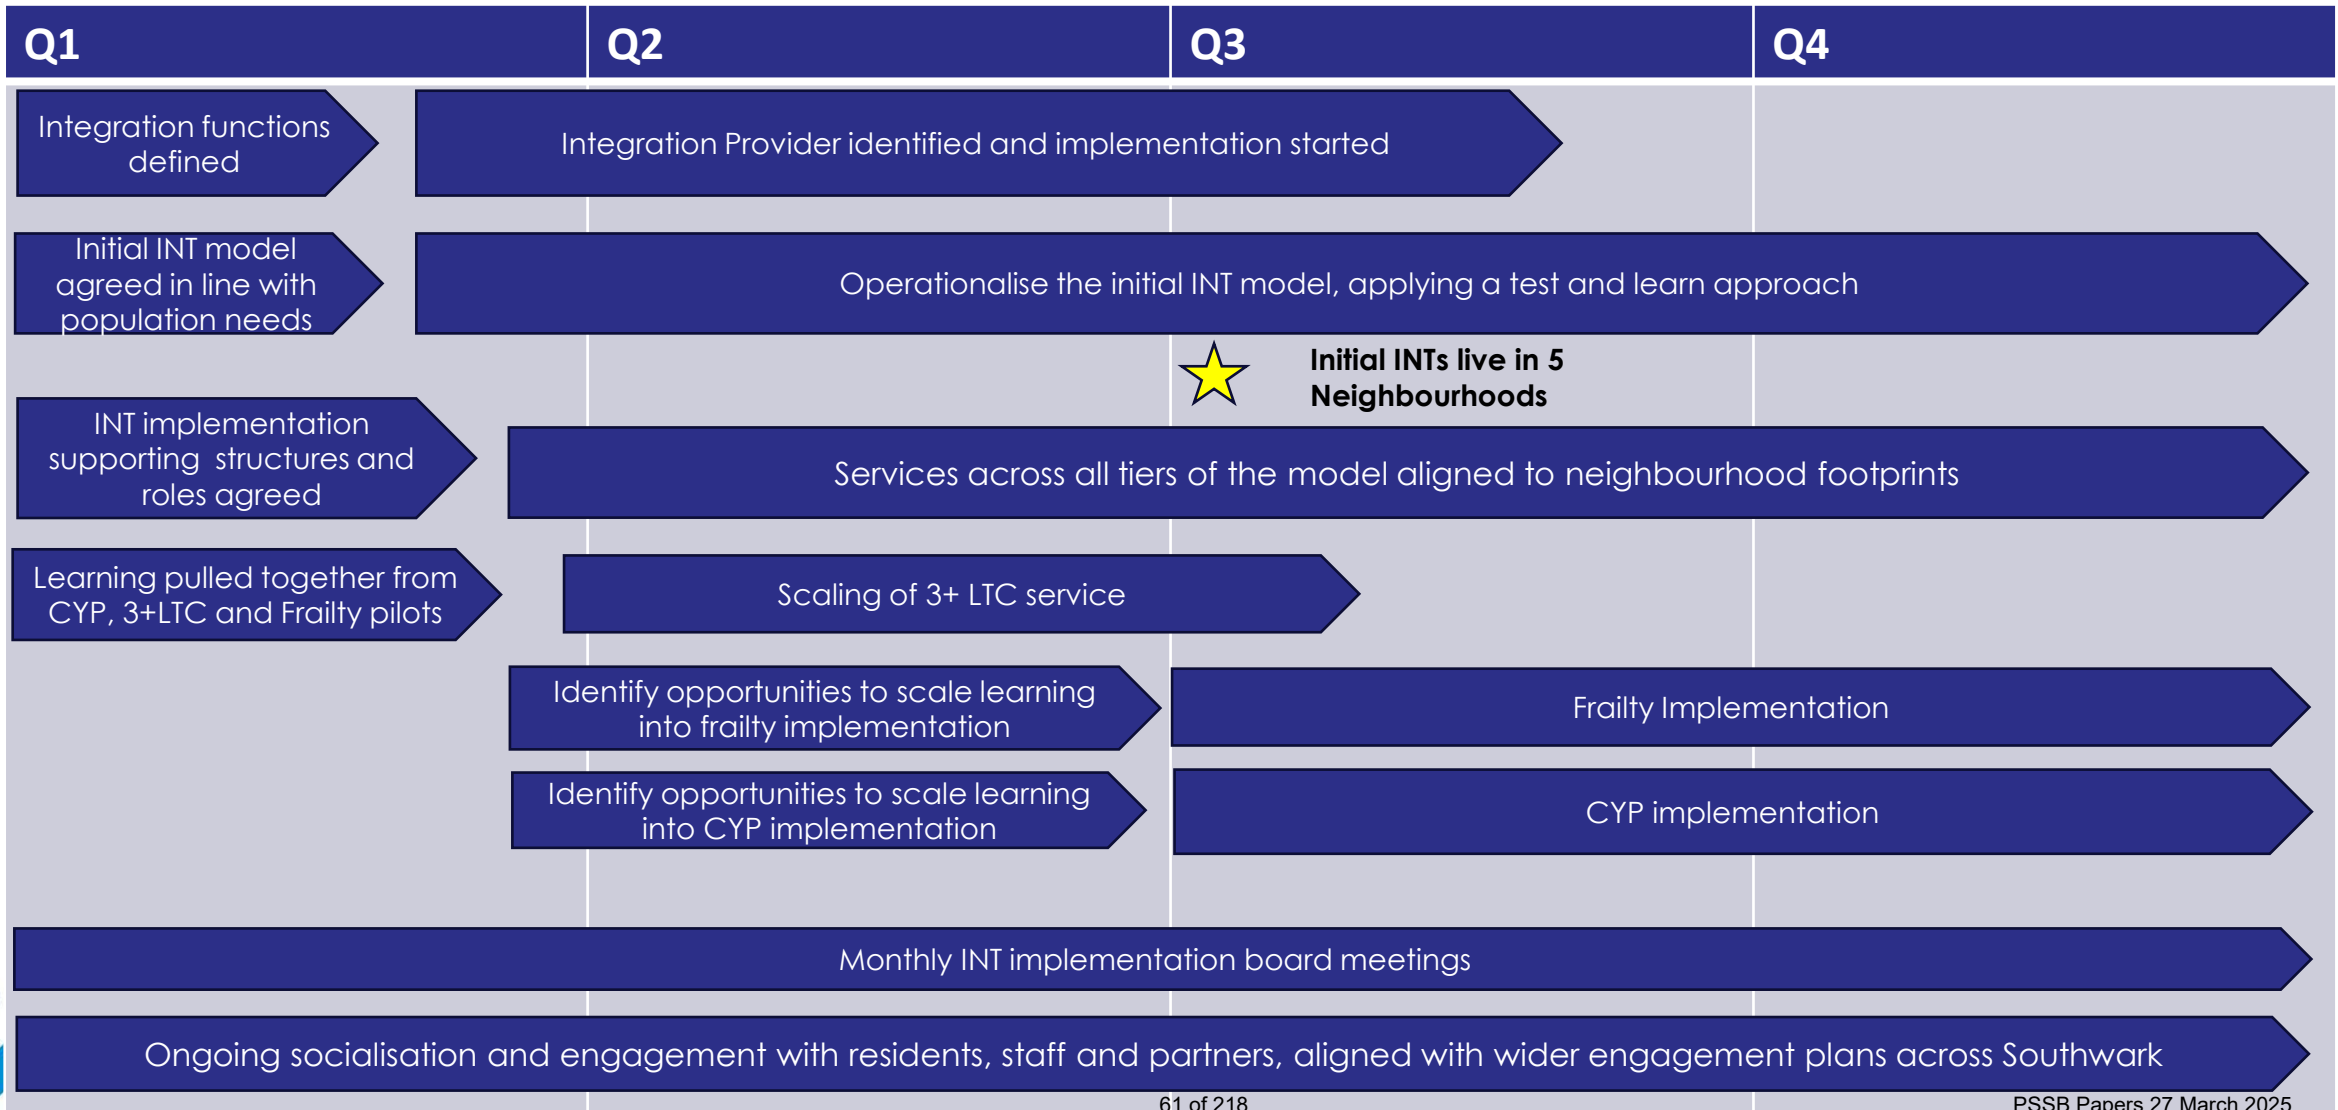 Q1
Q2
Q3
Q4
Integration functions
defined
Integration Provider identified and implementation started
Initial INT model
agreed in line with
population needs
Operationalise the initial INT model, applying a test and learn approach
Initial INTs live in 5
Neighbourhoods
INT implementation
supporting structures and
roles agreed
Services across all tiers of the model aligned to neighbourhood footprints
Learning pulled together from
CYP, 3+LTC and Frailty pilots
Scaling of 3+ LTC service
Identify opportunities to scale learning
into frailty implementation
Frailty Implementation
Identify opportunities to scale learning
into CYP implementation
CYP implementation
Monthly INT implementation board meetings
Ongoing socialisation and engagement with residents, staff and partners, aligned with wider engagement plans across Southwark
61 of 218
PSSB Papers 27 March 2025